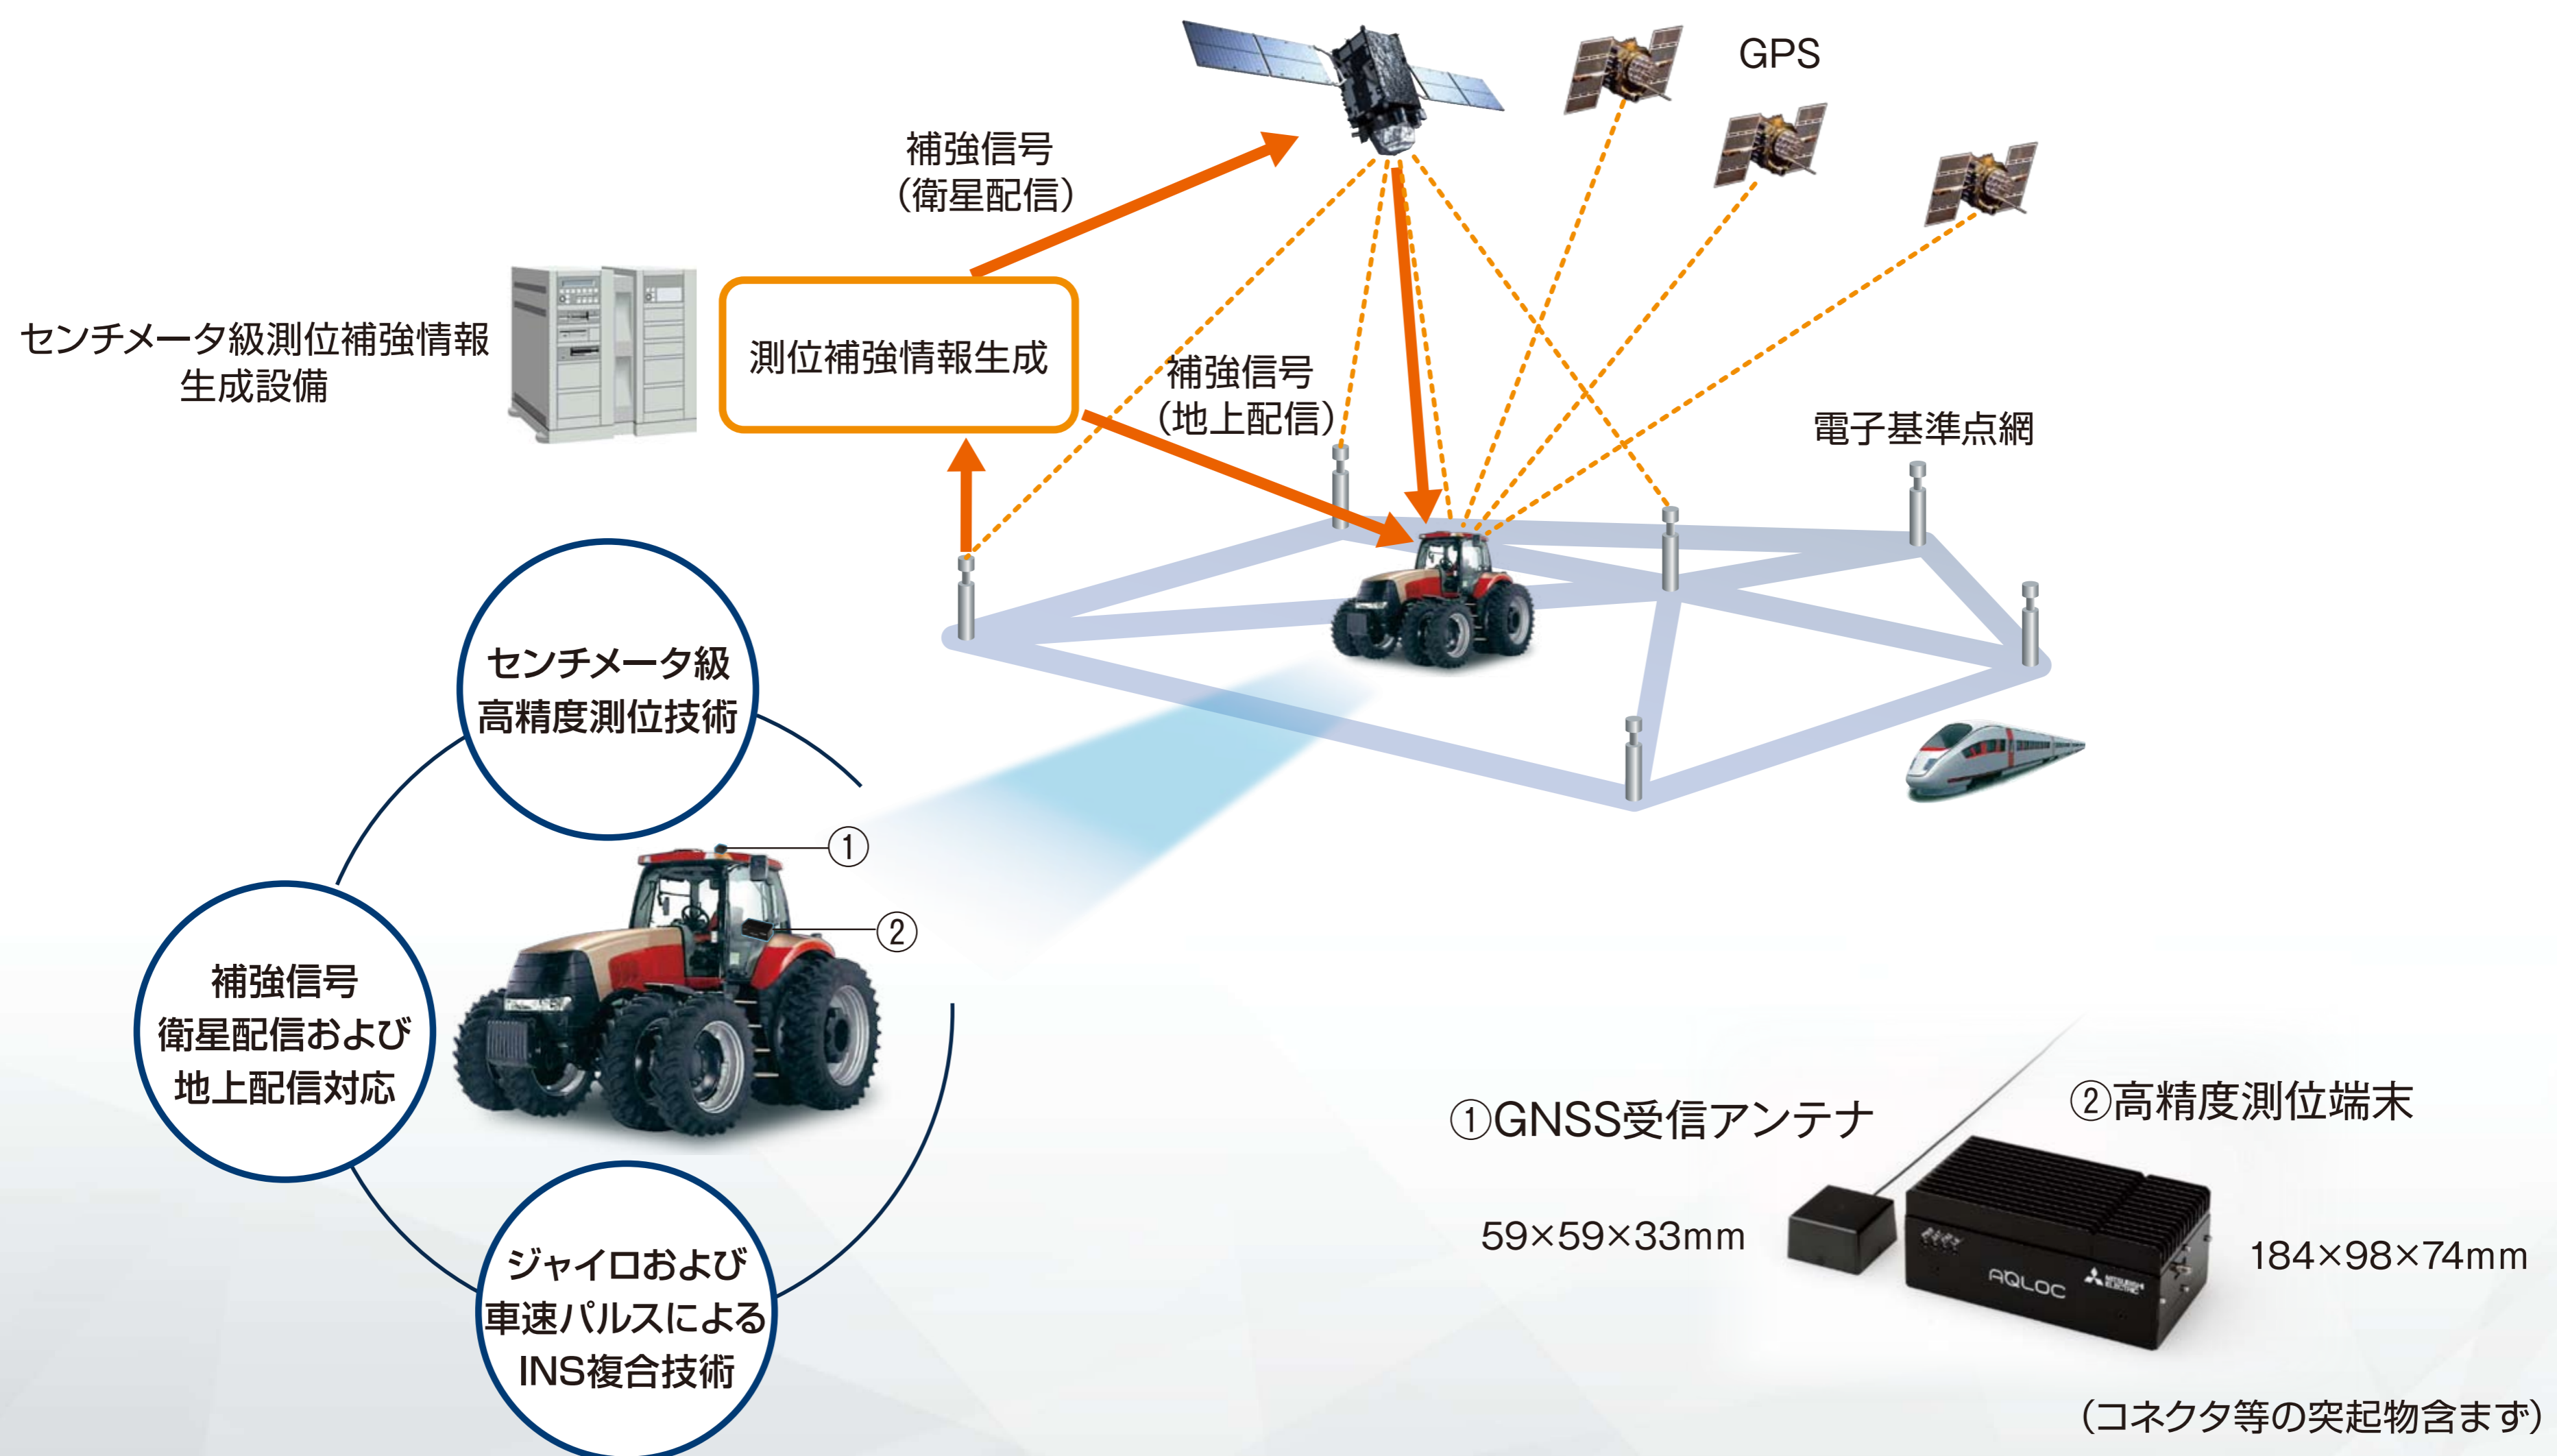 GPS
補強信号
（衛星配信）
センチメータ級測位補強情報
生成設備
測位補強情報生成
補強信号
（地上配信）
電子基準点網
センチメータ級
高精度測位技術
①
②
補強信号
衛星配信および
地上配信対応
ジャイロおよび
車速パルスによる
INS複合技術
①GNSS受信アンテナ
59×59×33mm
②高精度測位端末
184×98×74mm
AQLOC
MITSUBISHI
ELECTRIC
（コネクタ等の突起物含まず）